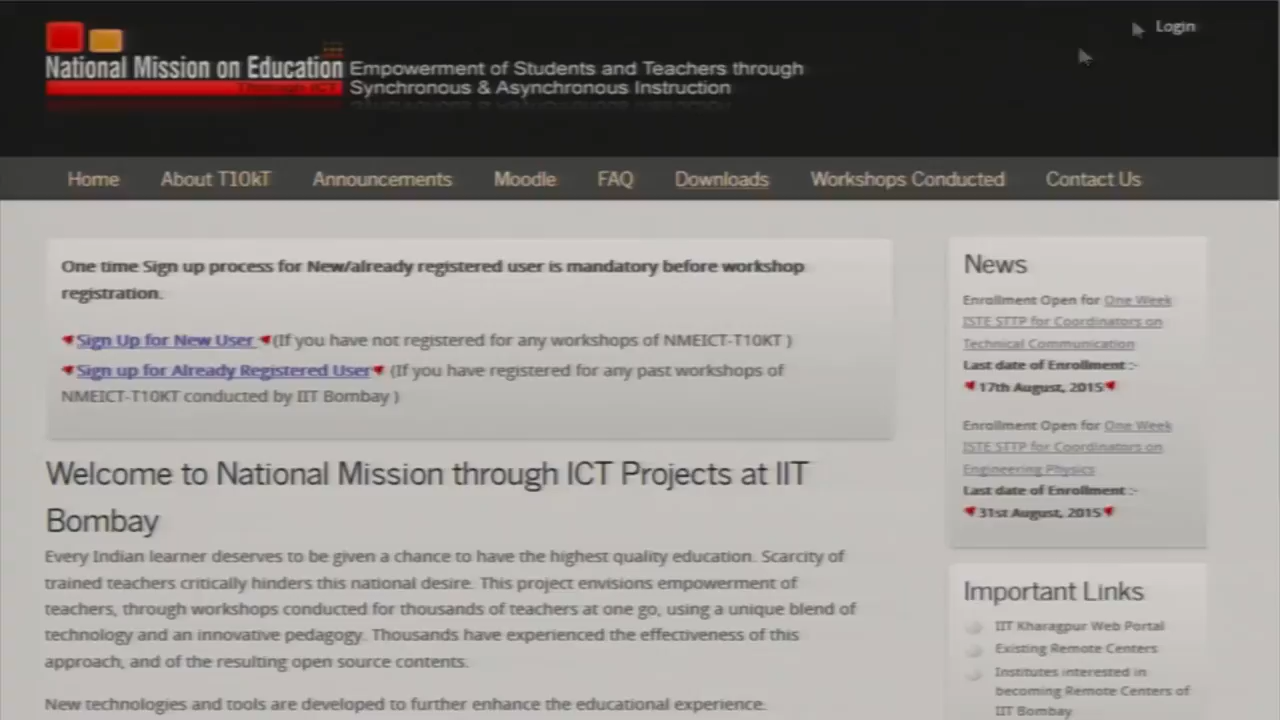 Login
National Mission on Education
Through ICT
Empowerment of Students and Teachers through
Synchronous & Asynchronous Instruction
Home About T10kT Announcements Moodle FAQ Downloads Workshops Conducted Contact Us
One time Sign up process for New/already registered user is mandatory before workshop
registration.
Sign Up for New User (If you have not registered for any workshops of NMEICT-T10KT )
Sign up for Already Registered User (If you have registered for any past workshops of
NMEICT-T10KT conducted by IIT Bombay )
Welcome to National Mission through ICT Projects at IIT
Bombay
Every Indian learner deserves to be given a chance to have the highest quality education. Scarcity of
trained teachers critically hinders this national desire. This project envisions empowerment of
teachers, through workshops conducted for thousands of teachers at one go, using a unique blend of
technology and an innovative pedagogy. Thousands have experienced the effectiveness of this
approach, and of the resulting open source contents.
New technologies and tools are developed to further enhance the educational experience.
News
Enrollment Open for One Week
ISTE STTP for Coordinators on
Technical Communication
Last date of Enrollment :-
17th August, 2015
Enrollment Open for One Week
ISTE STTP for Coordinators on
Engineering Physics
Last date of Enrollment :-
31st August, 2015
Important Links
IIT Kharagpur Web Portal
Existing Remote Centers
Institutes interested in
becoming Remote Centers of
IIT Bombay